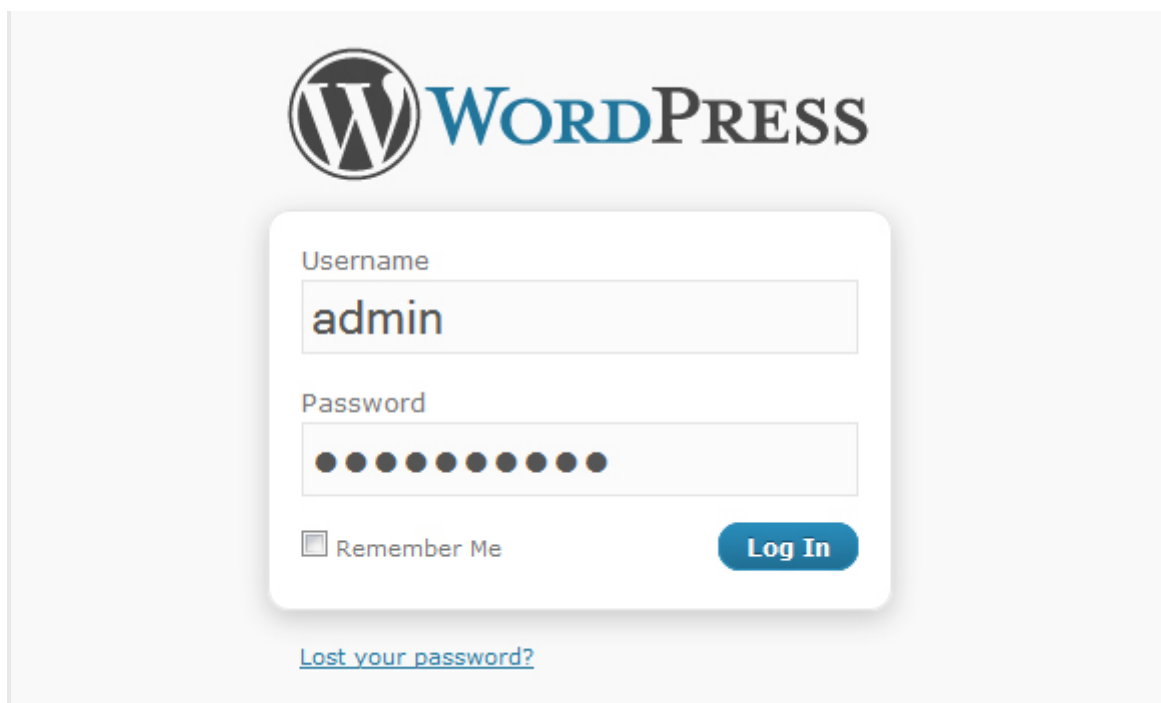 WORDPRESS
Username
admin
Password
●●●●●●●●●●
Remember Me
Log In
Lost your password?